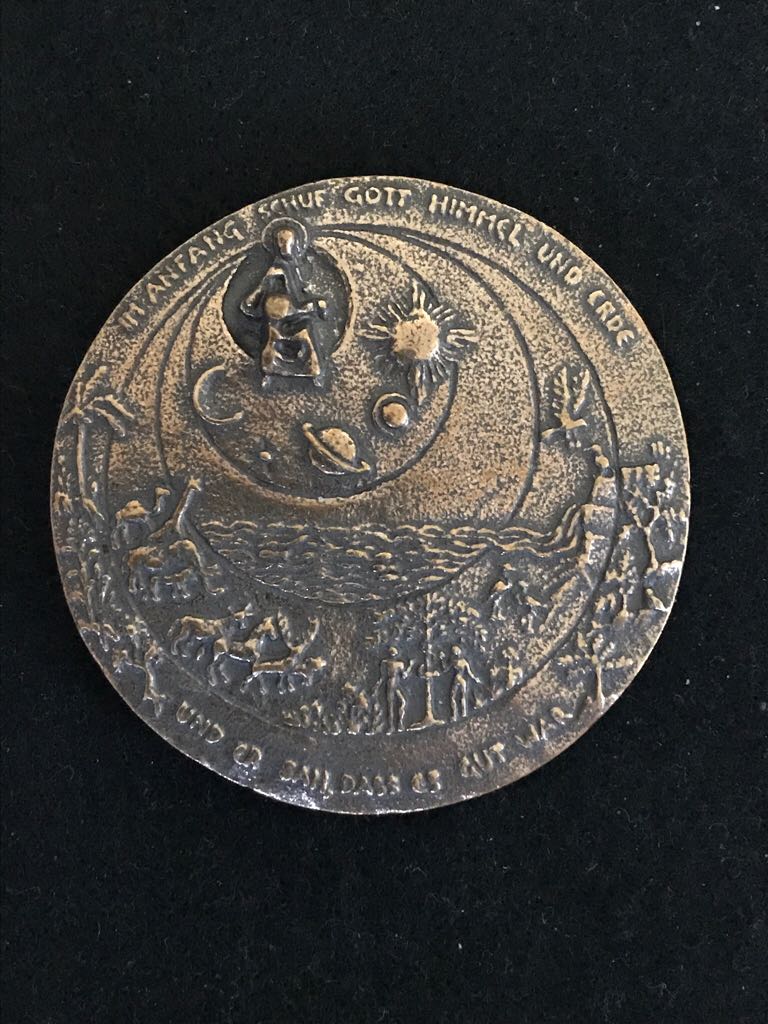 IM ANFANG SCHUF GOTT HIMMEL UND ERDE
UND ER SAH, DASS ES GUT WAR